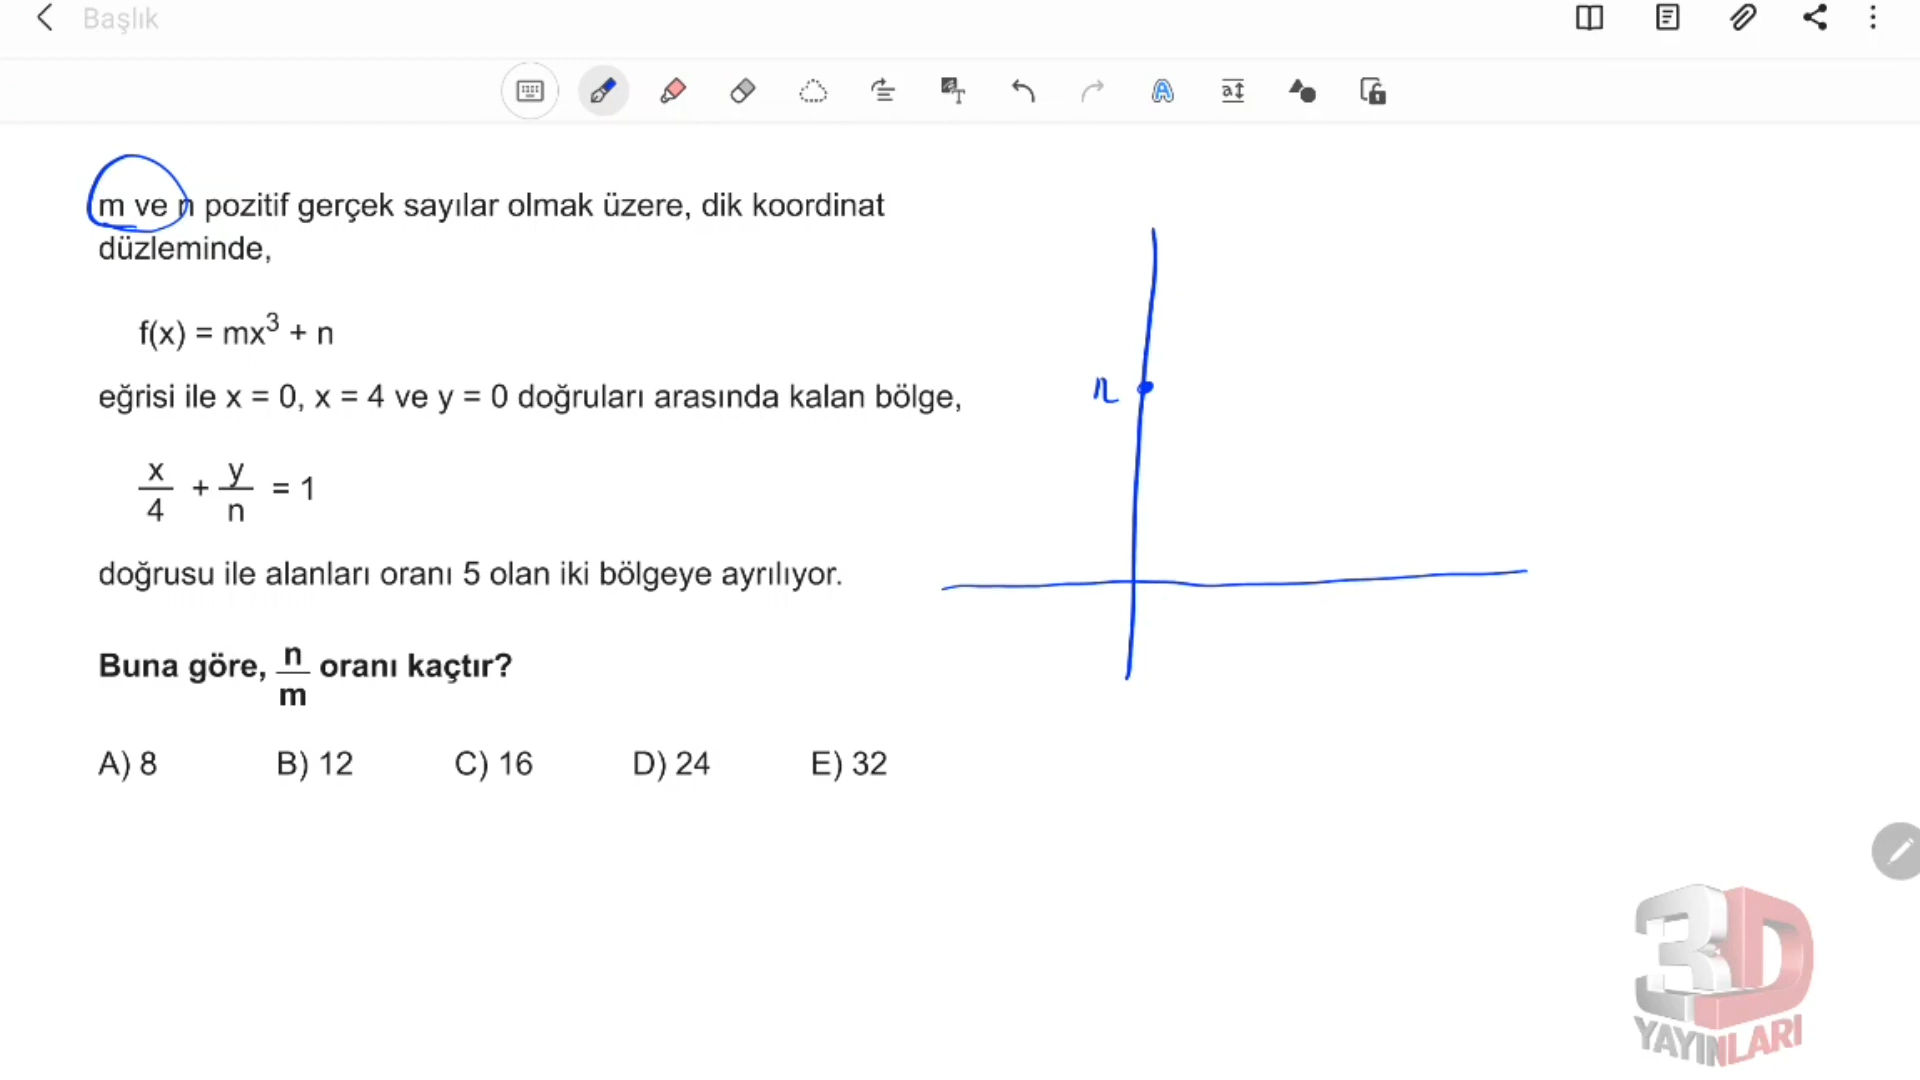 Başlık
m ve n pozitif gerçek sayılar olmak üzere, dik koordinat
düzleminde,
f(x) = mx³ + n
eğrisi ile x = 0, x = 4 ve y = 0 doğruları arasında kalan bölge,
x/4 + y/n = 1
doğrusu ile alanları oranı 5 olan iki bölgeye ayrılıyor.
Buna göre, n/m oranı kaçtır?
A) 8 B) 12 C) 16 D) 24 E) 32
n
3D
YAYINLARI